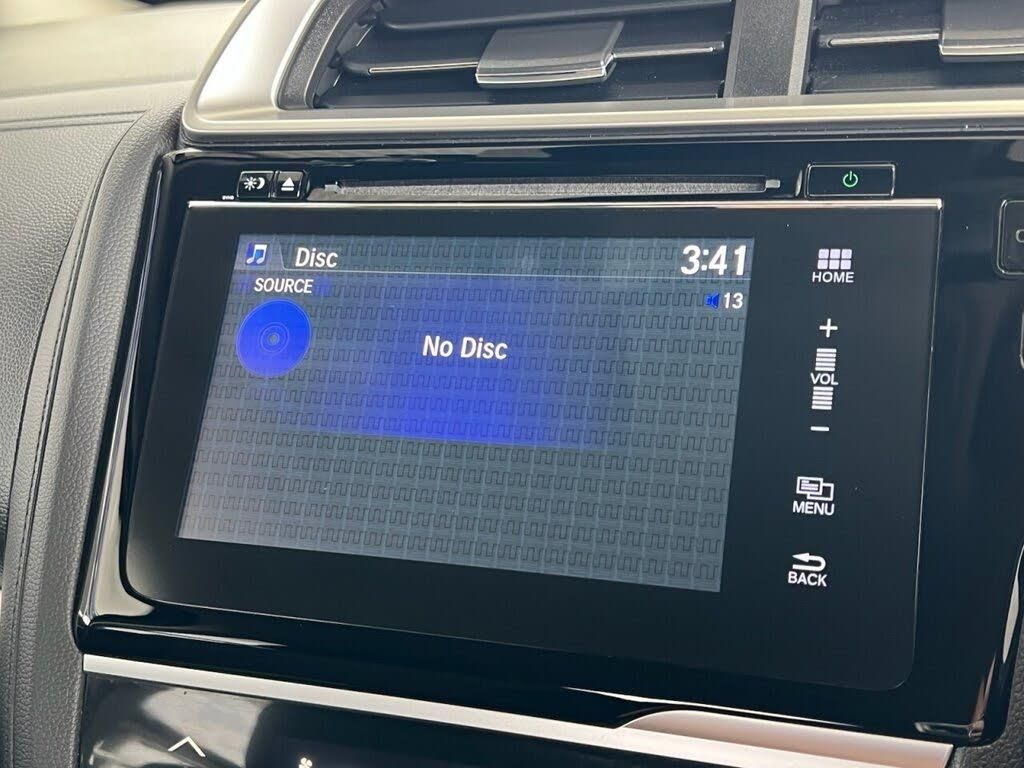 Disc
3:41
SOURCE
13
No Disc
HOME
+
VOL
−
MENU
BACK